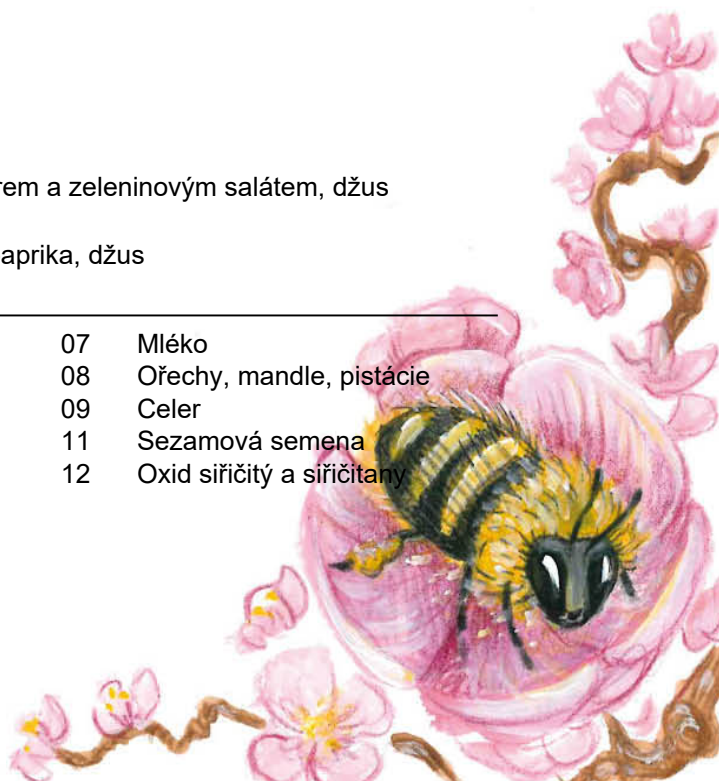 rem a zeleninovým salátem, džus
aprika, džus
07 Mléko
08 Ořechy, mandle, pistácie
09 Celer
11 Sezamová semena
12 Oxid siřičitý a siřičitany